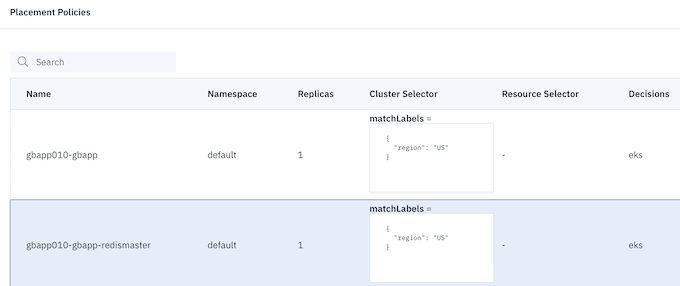 Placement Policies
Search
Name Namespace Replicas Cluster Selector Resource Selector Decisions
matchLabels =
{
"region": "US"
}
gbapp010-gbapp default 1 - eks
matchLabels =
{
"region": "US"
}
gbapp010-gbapp-redismaster default 1 - eks